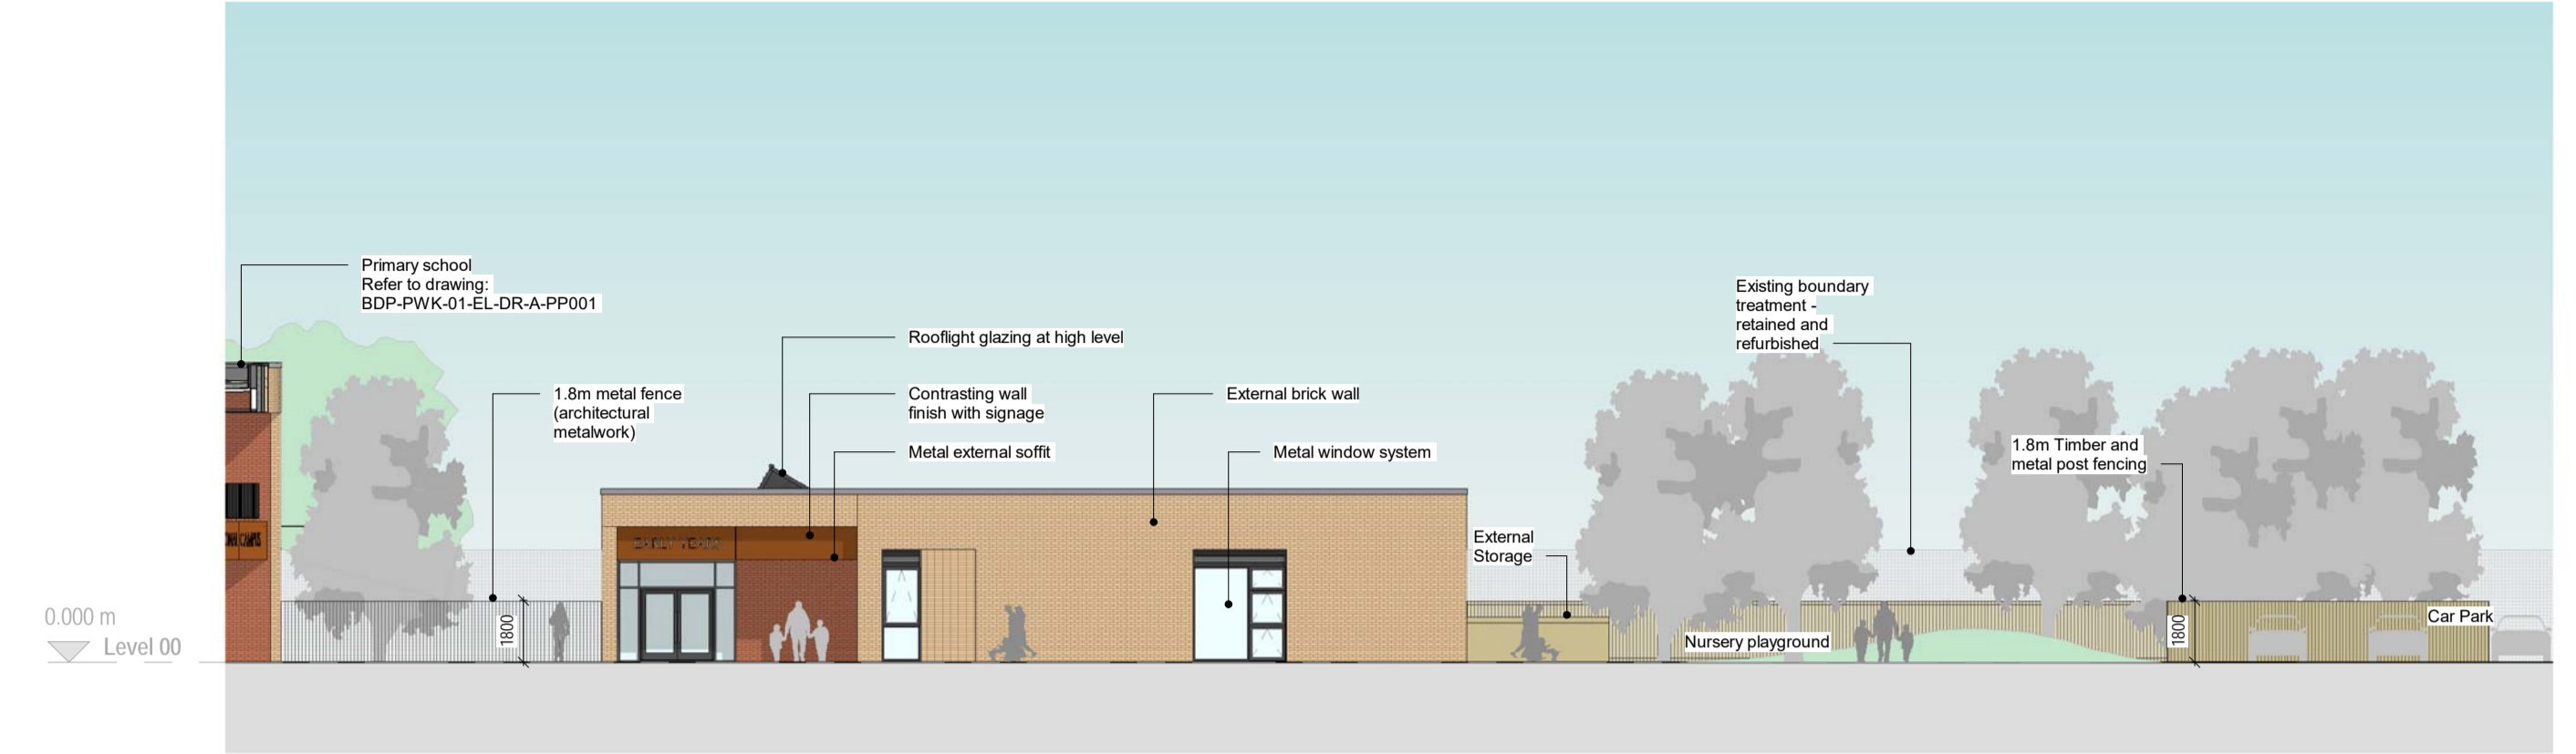 Primary school
Refer to drawing:
BDP-PWK-01-EL-DR-A-PP001
Existing boundary
treatment -
retained and
refurbished
Rooflight glazing at high level
1.8m metal fence
(architectural
metalwork)
Contrasting wall
finish with signage
External brick wall
Metal external soffit
Metal window system
1.8m Timber and
metal post fencing
External
Storage
EARLY YEARS
CAMPUS
0.000 m
Level 00
1800
Nursery playground
1800
Car Park